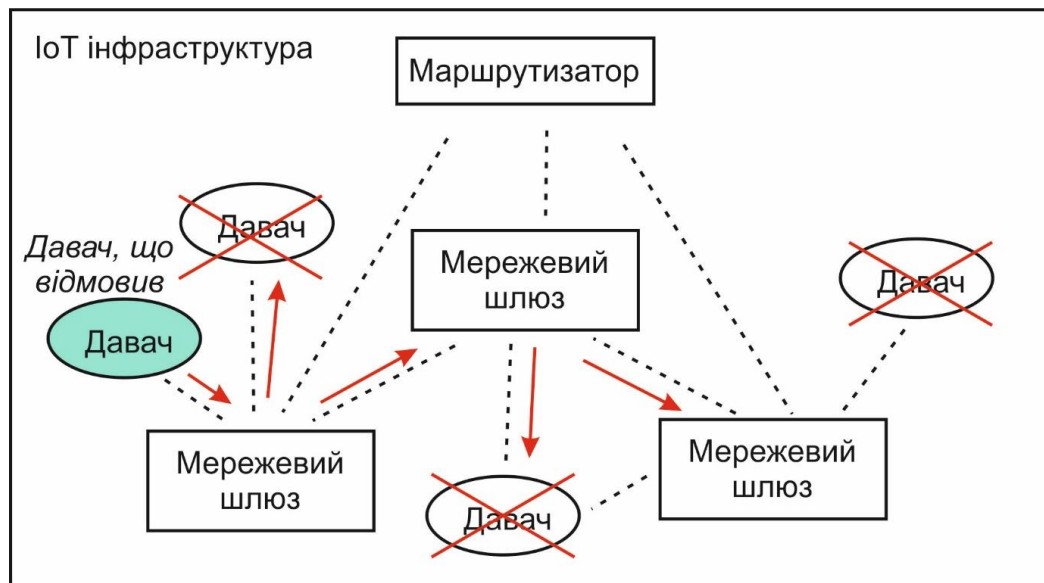 IoT інфраструктура
Маршрутизатор
Давач
Давач, що
відмовив
Давач
Мережевий
шлюз
Давач
Мережевий
шлюз
Мережевий
шлюз
Давач